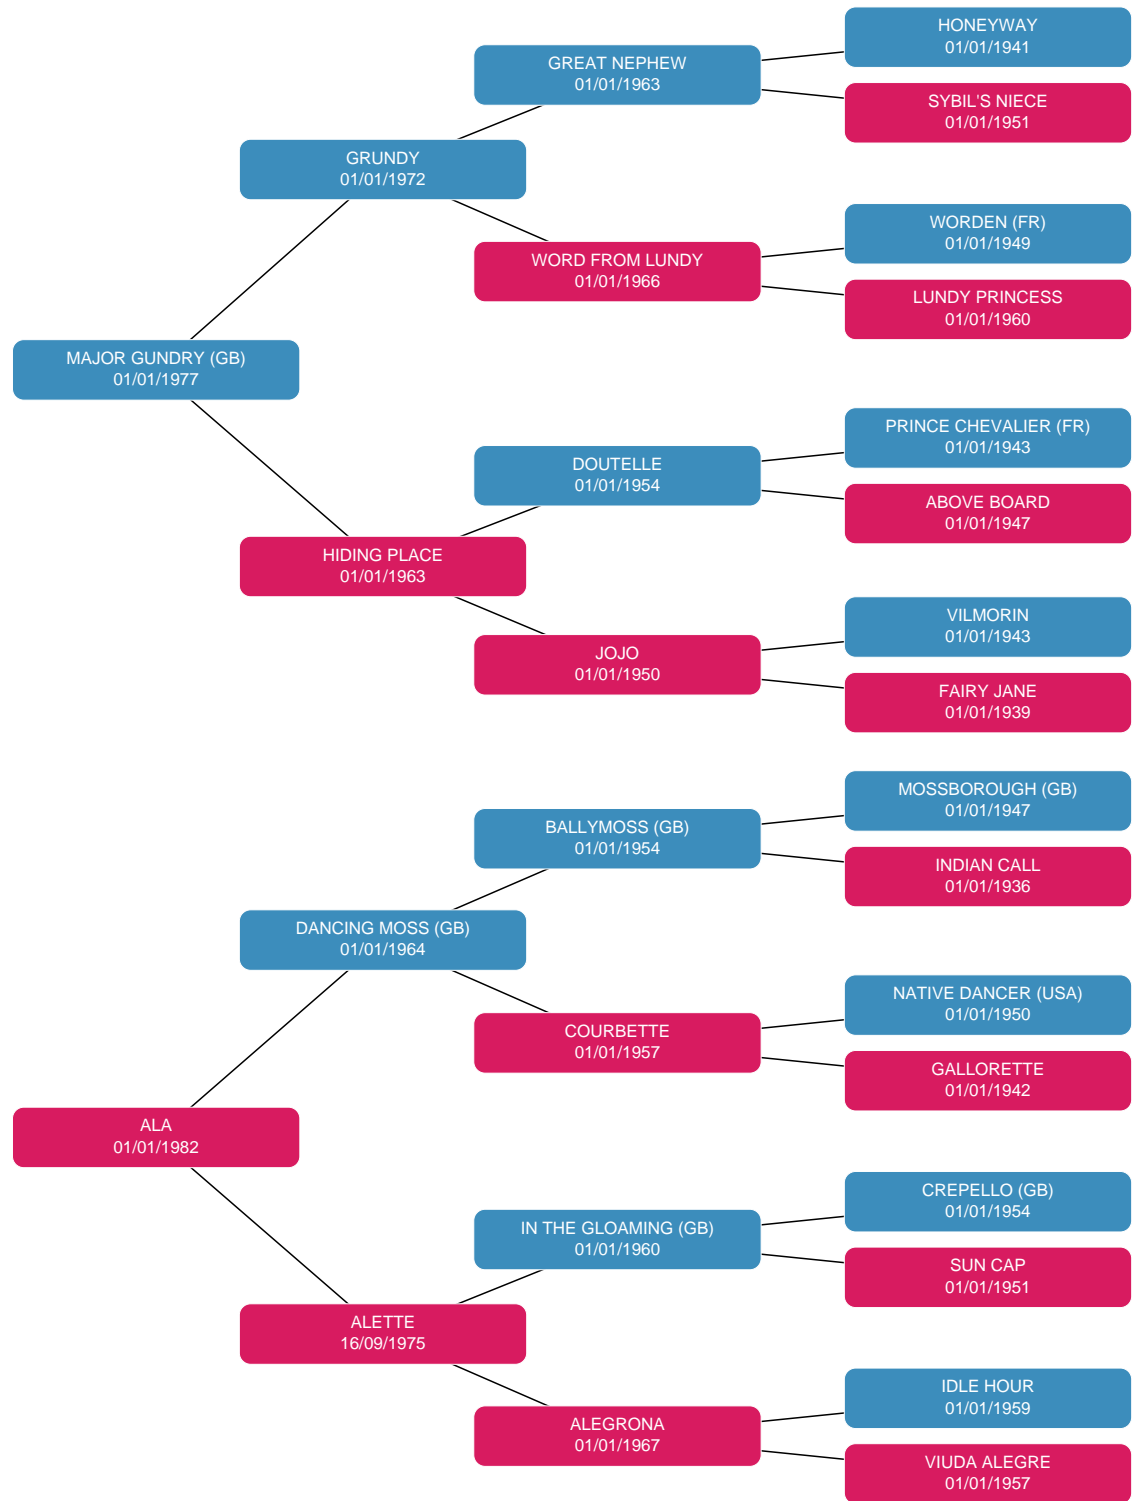 HONEYWAY
01/01/1941
GREAT NEPHEW
01/01/1963
SYBIL'S NIECE
01/01/1951
GRUNDY
01/01/1972
WORDEN (FR)
01/01/1949
WORD FROM LUNDY
01/01/1966
LUNDY PRINCESS
01/01/1960
MAJOR GUNDRY (GB)
01/01/1977
PRINCE CHEVALIER (FR)
01/01/1943
DOUTELLE
01/01/1954
ABOVE BOARD
01/01/1947
HIDING PLACE
01/01/1963
VILMORIN
01/01/1943
JOJO
01/01/1950
FAIRY JANE
01/01/1939
MOSSBOROUGH (GB)
01/01/1947
BALLYMOSS (GB)
01/01/1954
INDIAN CALL
01/01/1936
DANCING MOSS (GB)
01/01/1964
NATIVE DANCER (USA)
01/01/1950
COURBETTE
01/01/1957
GALLORETTE
01/01/1942
ALA
01/01/1982
CREPELLO (GB)
01/01/1954
IN THE GLOAMING (GB)
01/01/1960
SUN CAP
01/01/1951
ALETTE
16/09/1975
IDLE HOUR
01/01/1959
ALEGRONA
01/01/1967
VIUDA ALEGRE
01/01/1957